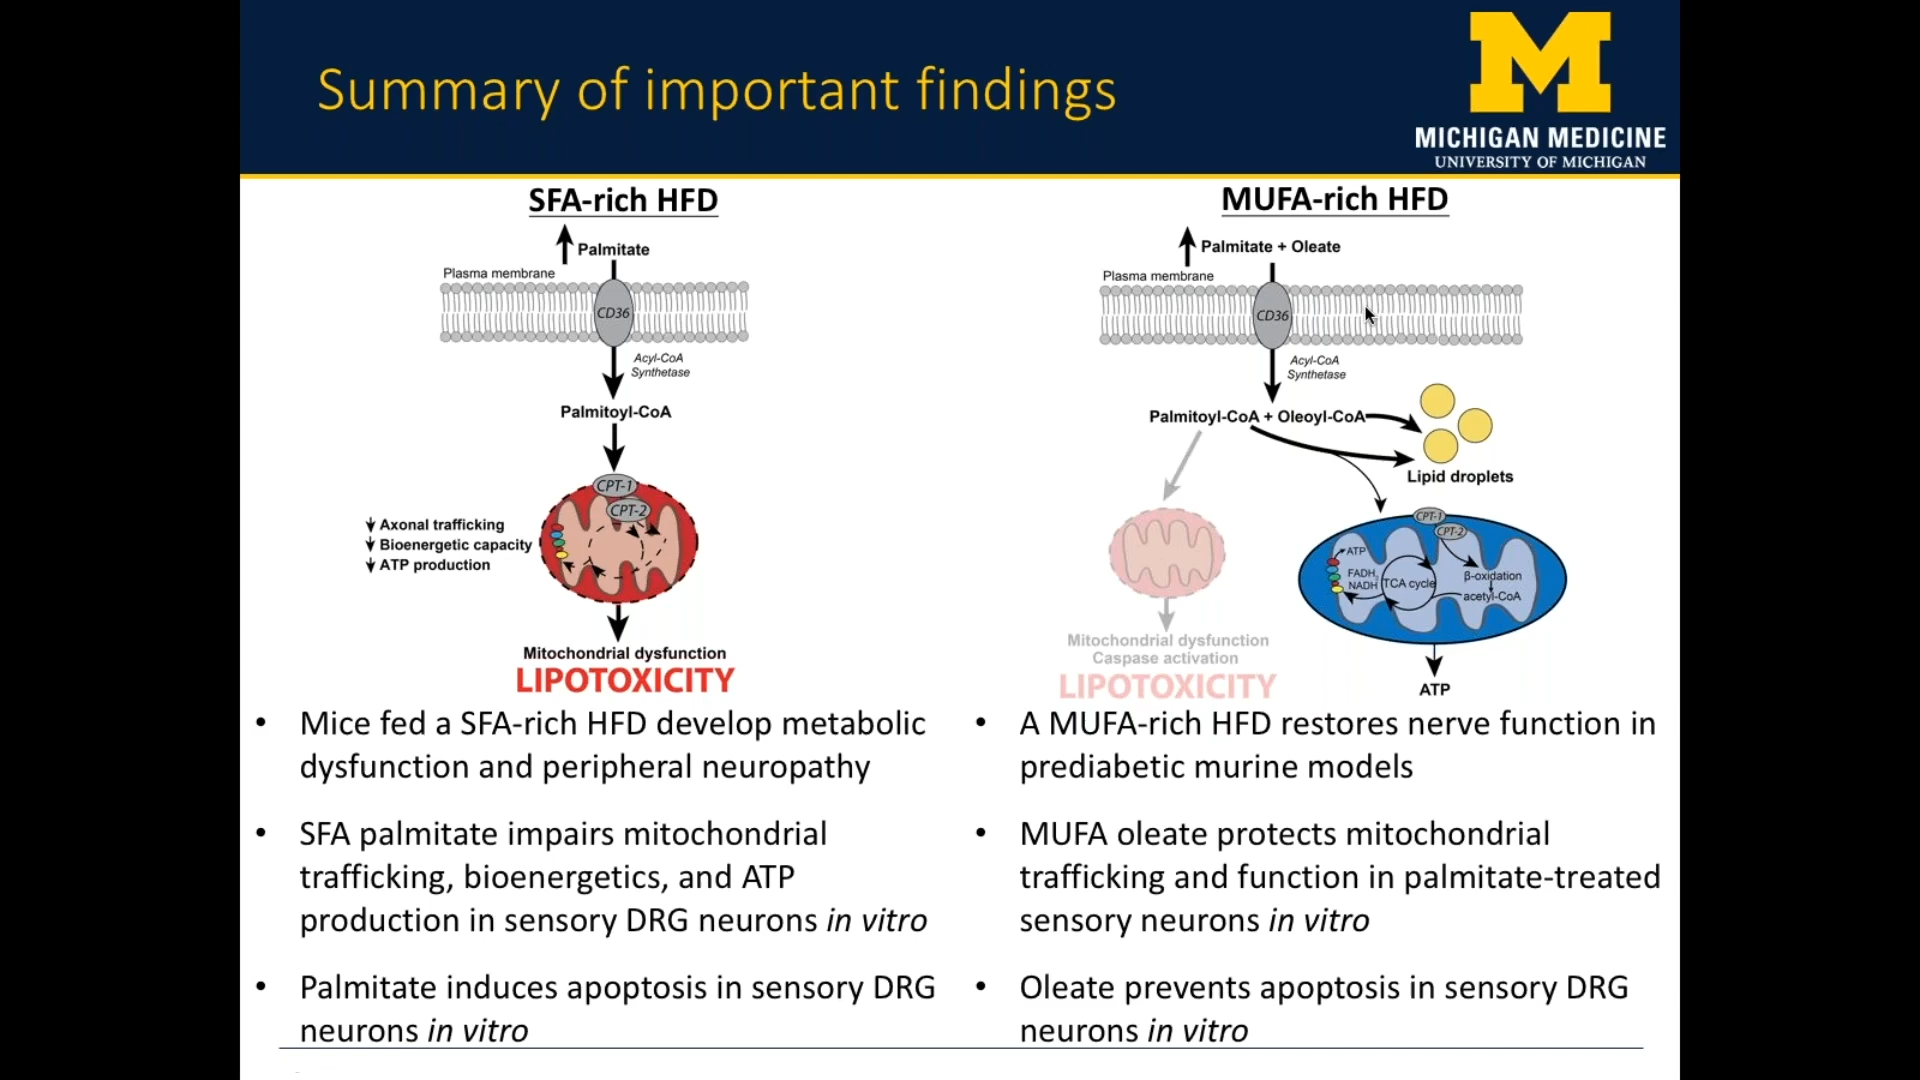 Summary of important findings
MICHIGAN MEDICINE
UNIVERSITY OF MICHIGAN
SFA-rich HFD
Palmitate
Plasma membrane
CD36
Acyl-CoA
Synthetase
Palmitoyl-CoA
CPT-1
CPT-2
Axonal trafficking
Bioenergetic capacity
ATP production
Mitochondrial dysfunction
LIPOTOXICITY
• Mice fed a SFA-rich HFD develop metabolic
dysfunction and peripheral neuropathy
• SFA palmitate impairs mitochondrial
trafficking, bioenergetics, and ATP
production in sensory DRG neurons in vitro
• Palmitate induces apoptosis in sensory DRG
neurons in vitro
MUFA-rich HFD
Palmitate + Oleate
Plasma membrane
CD36
Acyl-CoA
Synthetase
Palmitoyl-CoA + Oleoyl-CoA
Lipid droplets
CPT-1
CPT-2
ATP
FADH2
NADH
TCA cycle
β-oxidation
acetyl-CoA
Mitochondrial dysfunction
Caspase activation
LIPOTOXICITY
ATP
• A MUFA-rich HFD restores nerve function in
prediabetic murine models
• MUFA oleate protects mitochondrial
trafficking and function in palmitate-treated
sensory neurons in vitro
• Oleate prevents apoptosis in sensory DRG
neurons in vitro